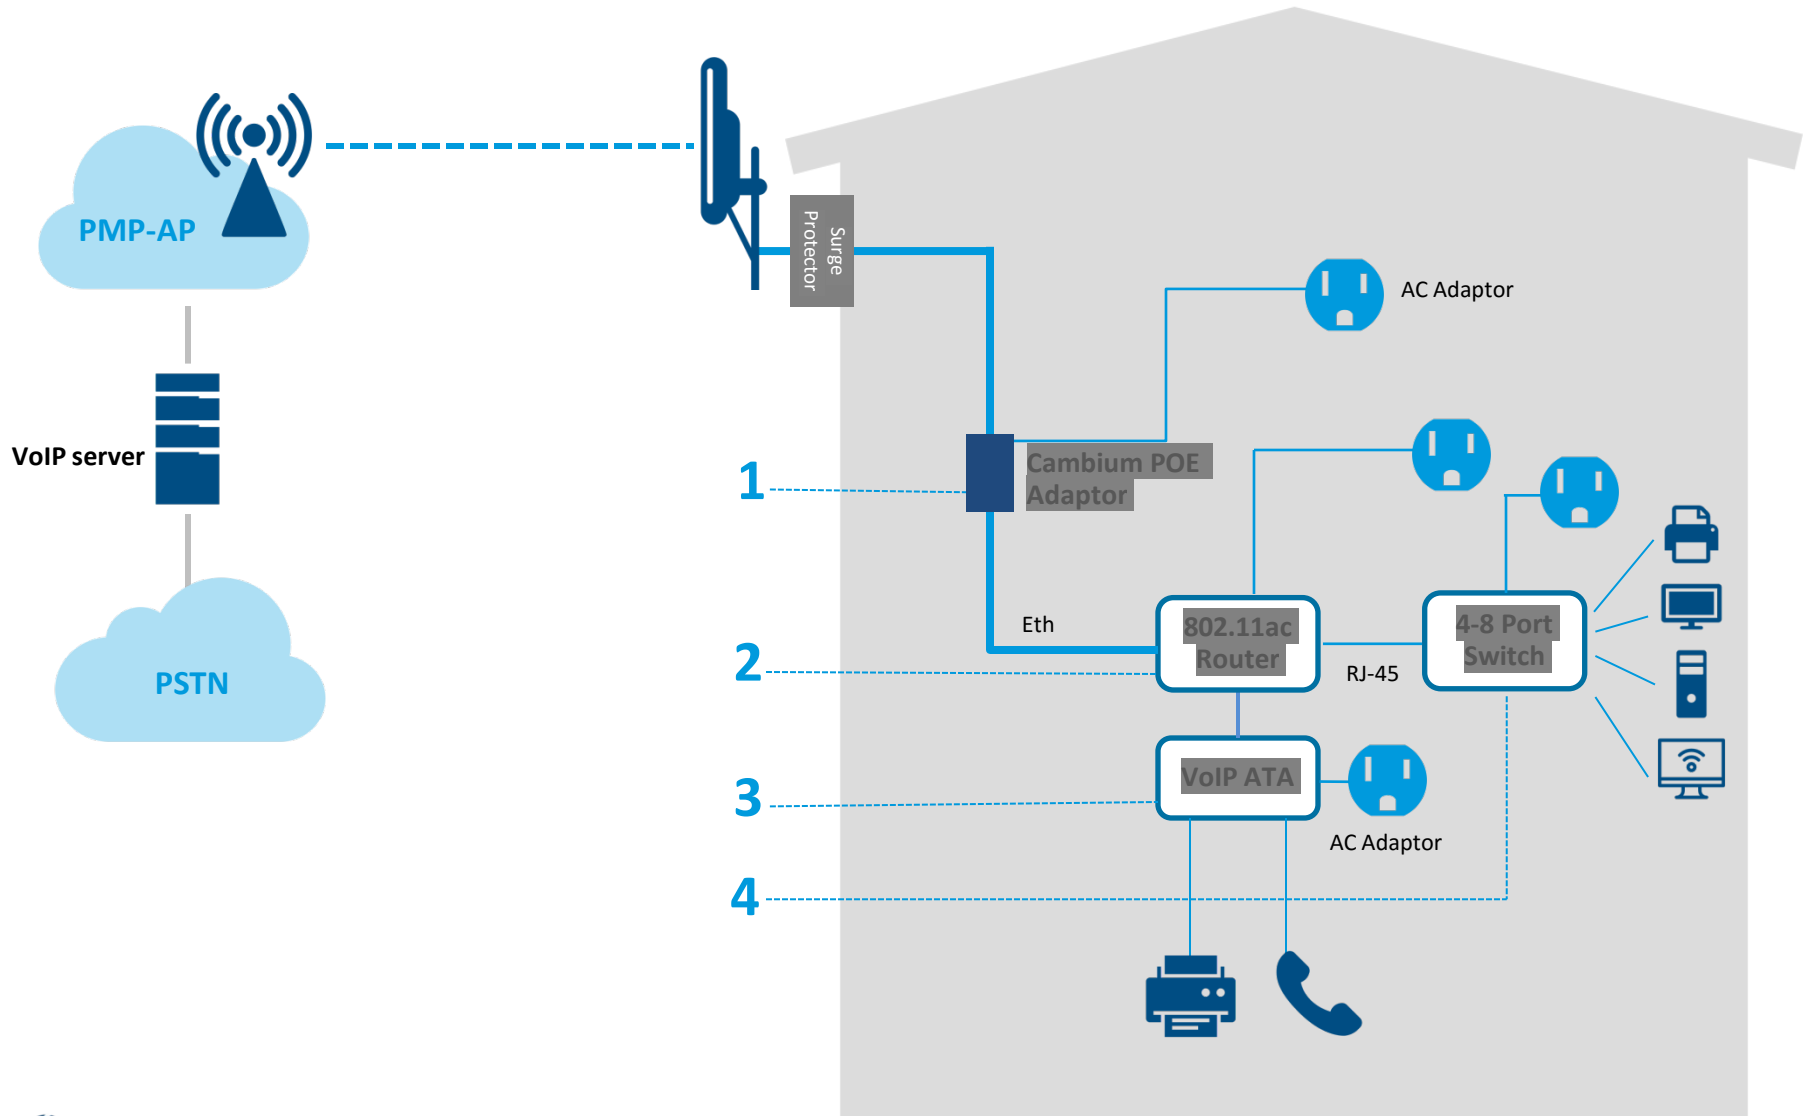 PMP-AP
Surge
Protector
AC Adaptor
VoIP server
1
Cambium POE
Adaptor
Eth
802.11ac
Router
4-8 Port
Switch
2
RJ-45
PSTN
VoIP ATA
3
AC Adaptor
4